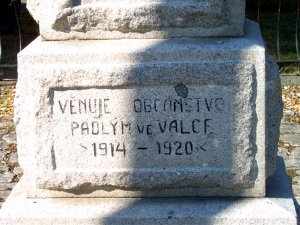 VĚNUJE OBČANSTVO
PADLÝM VE VÁLCE
1914 – 1920